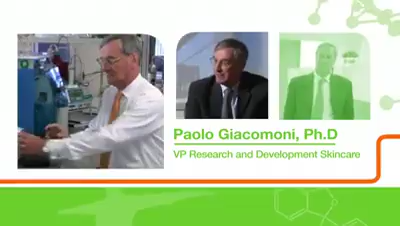 Paolo Giacomoni, Ph.D
VP Research and Development Skincare